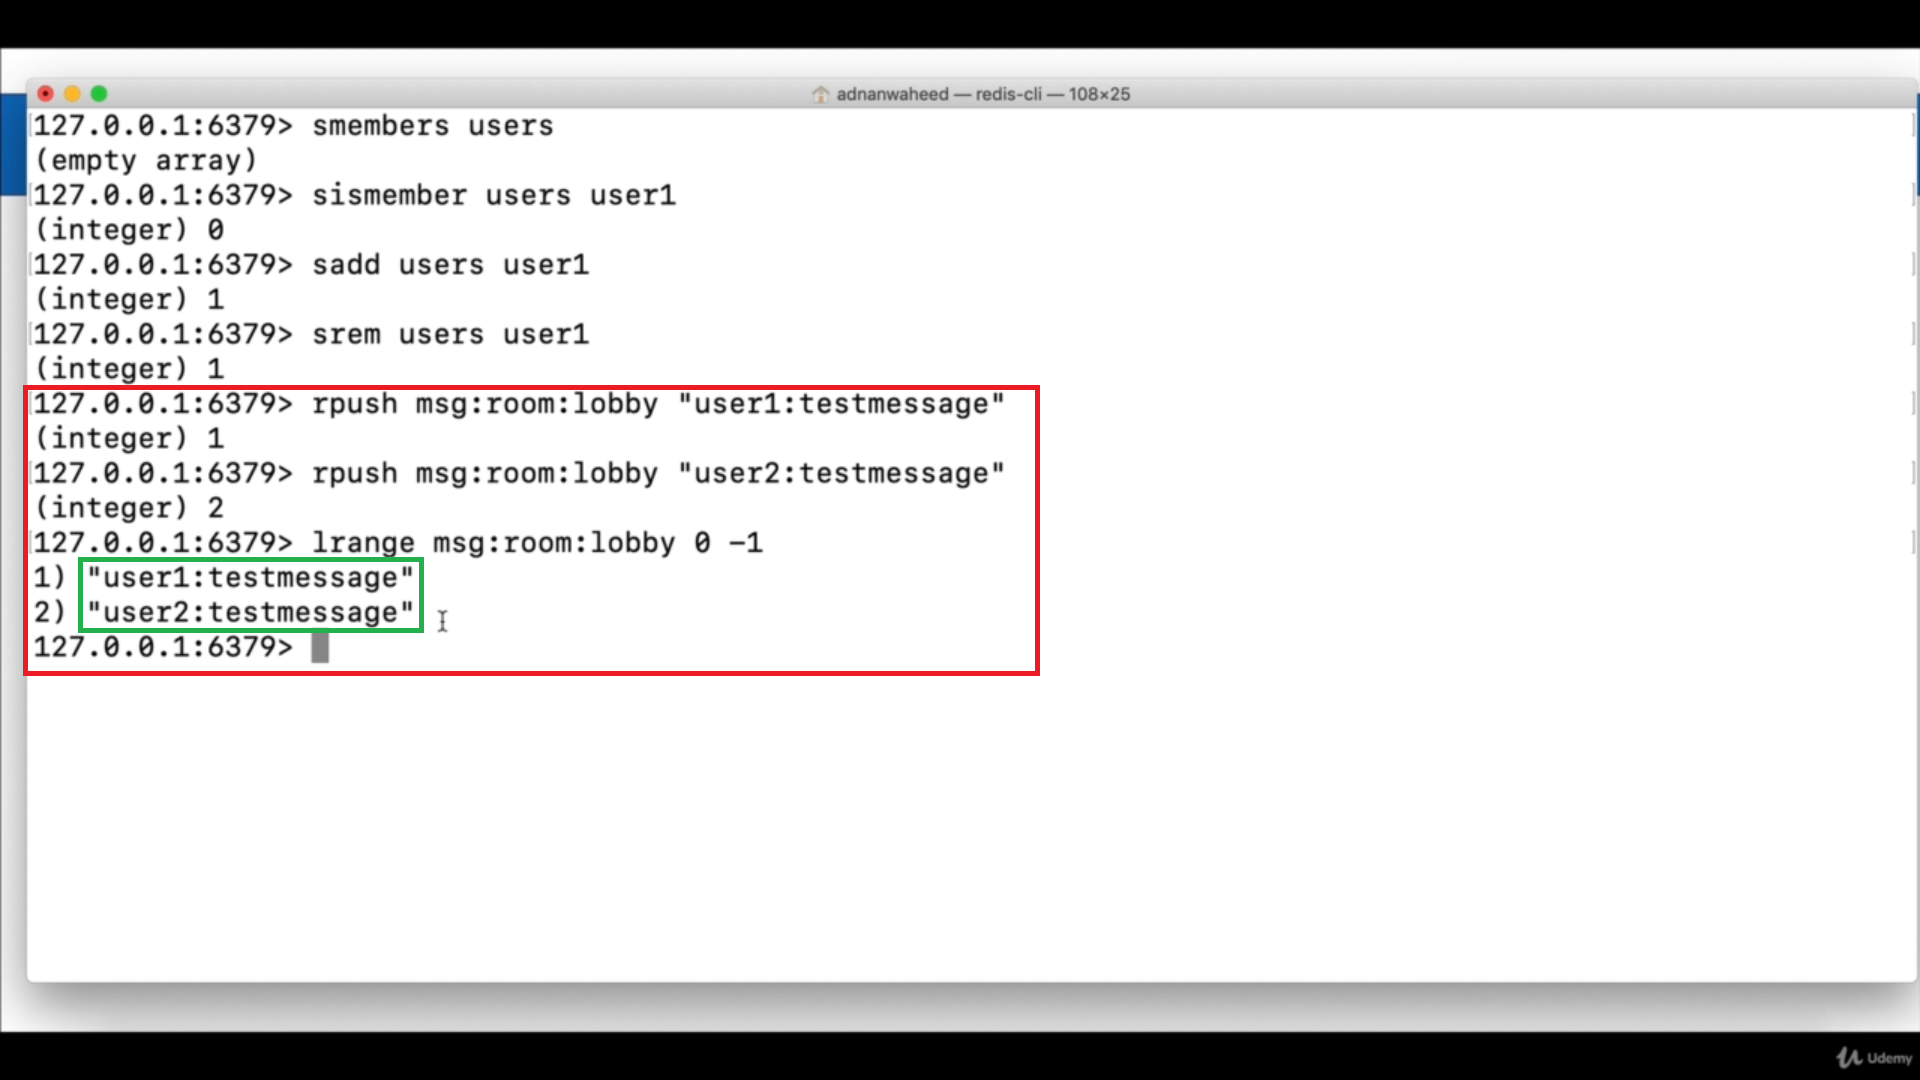 adnanwaheed — redis-cli — 108×25
127.0.0.1:6379> smembers users
(empty array)
127.0.0.1:6379> sismember users user1
(integer) 0
127.0.0.1:6379> sadd users user1
(integer) 1
127.0.0.1:6379> srem users user1
(integer) 1
127.0.0.1:6379> rpush msg:room:lobby "user1:testmessage"
(integer) 1
127.0.0.1:6379> rpush msg:room:lobby "user2:testmessage"
(integer) 2
127.0.0.1:6379> lrange msg:room:lobby 0 -1
1) "user1:testmessage"
2) "user2:testmessage"
127.0.0.1:6379>
Udemy